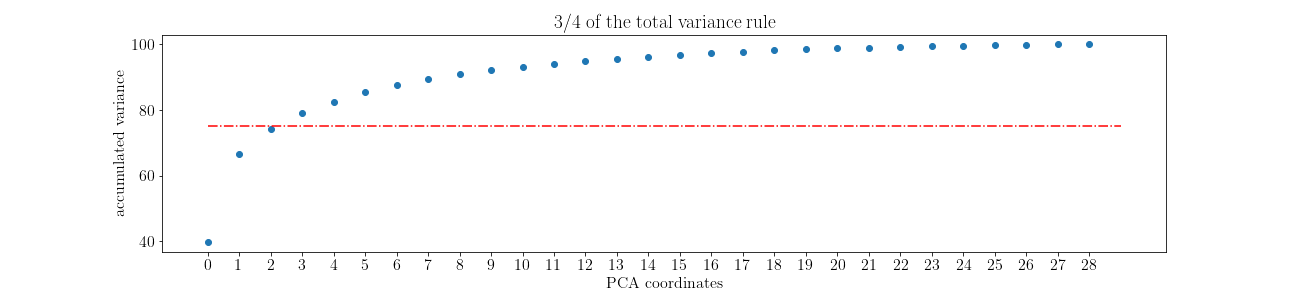 3/4 of the total variance rule
100
80
60
40
accumulated variance
0 1 2 3 4 5 6 7 8 9 10 11 12 13 14 15 16 17 18 19 20 21 22 23 24 25 26 27 28
PCA coordinates